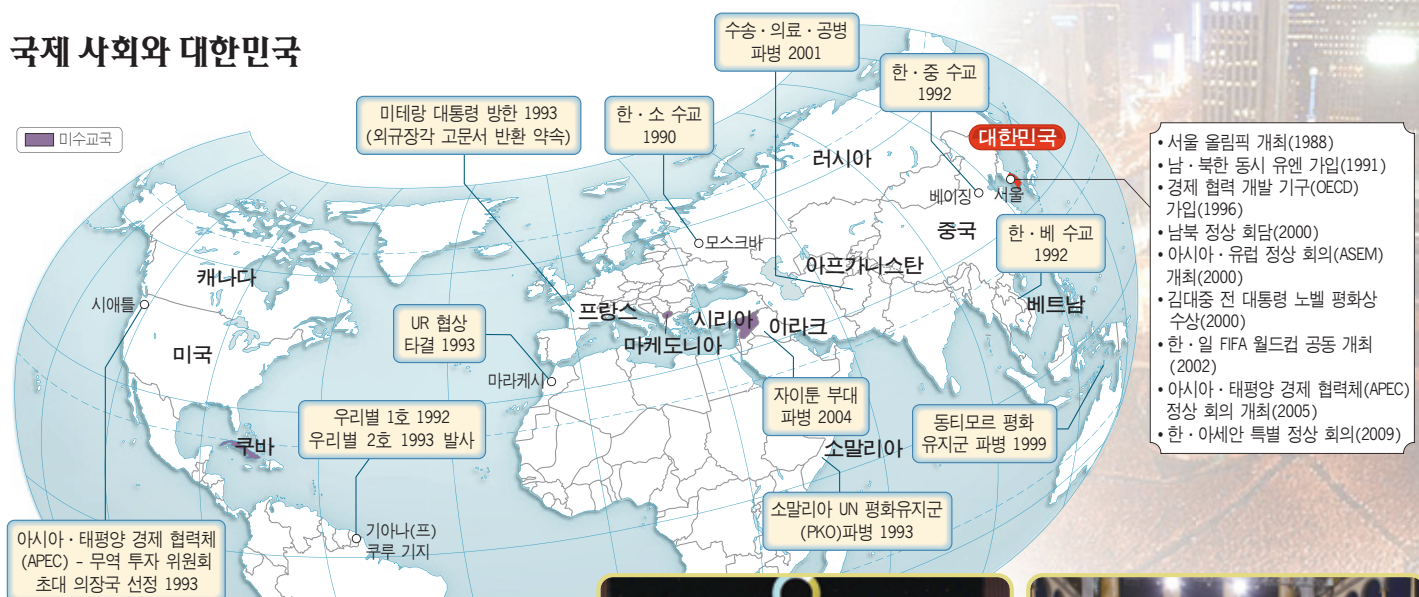 국제 사회와 대한민국
미수교국
수송·의료·공병
파병 2001
한·중 수교
1992
미테랑 대통령 방한 1993
(외규장각 고문서 반환 약속)
한·소 수교
1990
대한민국
러시아
베이징
서울
중국
한·베 수교
1992
모스크바
아프가니스탄
베트남
캐나다
시애틀
미국
프랑스
시리아
이라크
마케도니아
UR 협상
타결 1993
마라케시
자이툰 부대
파병 2004
우리별 1호 1992
우리별 2호 1993 발사
동티모르 평화
유지군 파병 1999
쿠바
소말리아
소말리아 UN 평화유지군
(PKO)파병 1993
기아나(프)
쿠루 기지
아시아·태평양 경제 협력체
(APEC) - 무역 투자 위원회
초대 의장국 선정 1993
• 서울 올림픽 개최(1988)
• 남·북한 동시 유엔 가입(1991)
• 경제 협력 개발 기구(OECD)
가입(1996)
• 남북 정상 회담(2000)
• 아시아·유럽 정상 회의(ASEM)
개최(2000)
• 김대중 전 대통령 노벨 평화상
수상(2000)
• 한·일 FIFA 월드컵 공동 개최
(2002)
• 아시아·태평양 경제 협력체(APEC)
정상 회의 개최(2005)
• 한·아세안 특별 정상 회의(2009)